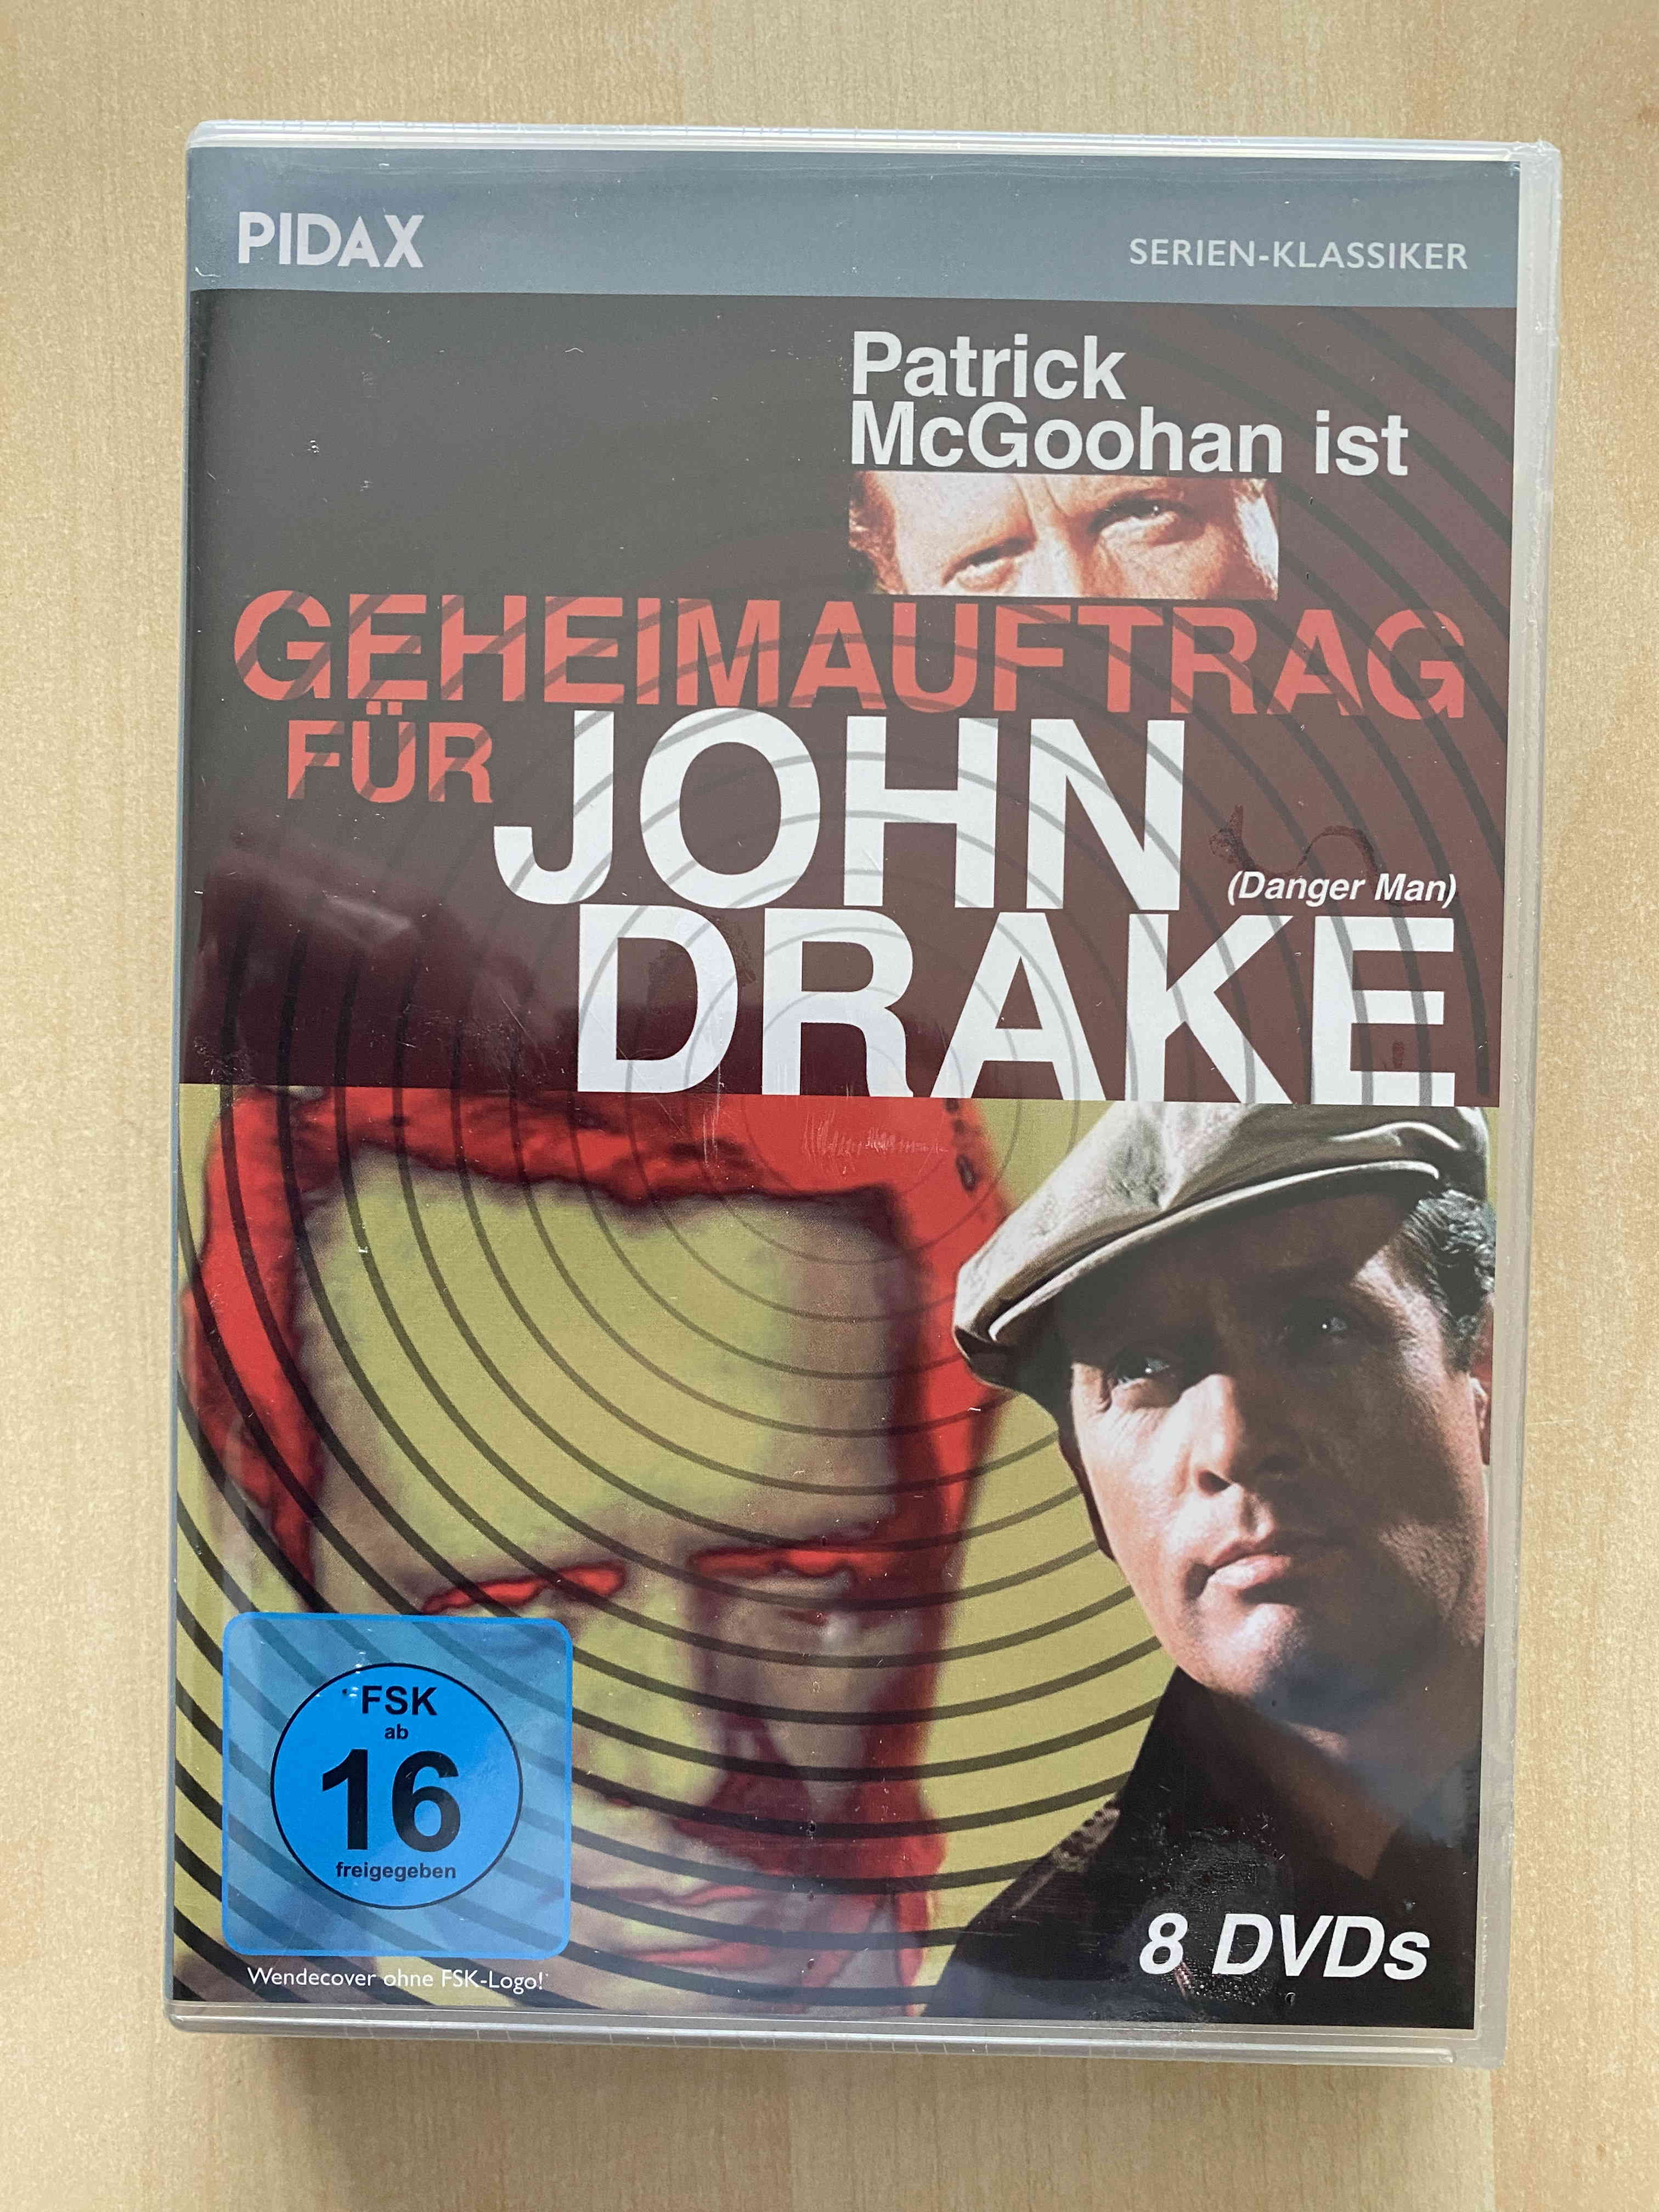 PIDAX
SERIEN-KLASSIKER
Patrick
McGoohan ist
GEHEIMAUFTRAG
FÜR JOHN
(Danger Man)
DRAKE
FSK
ab
16
freigegeben
Wendecover ohne FSK-Logo!
8 DVDs